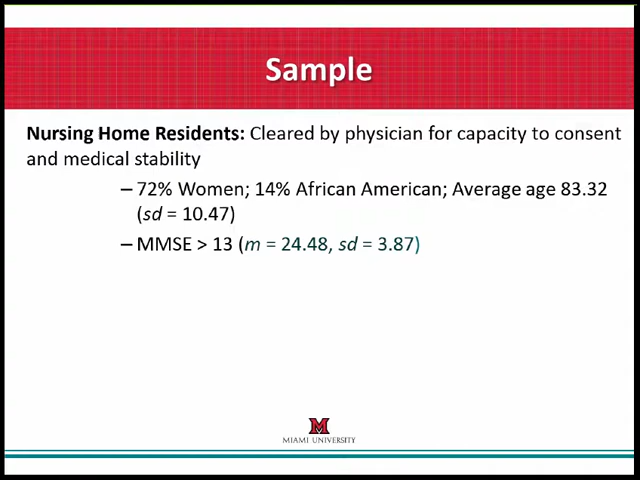 Sample
Nursing Home Residents: Cleared by physician for capacity to consent
and medical stability
– 72% Women; 14% African American; Average age 83.32
(sd = 10.47)
– MMSE > 13 (m = 24.48, sd = 3.87)
M
MIAMI UNIVERSITY